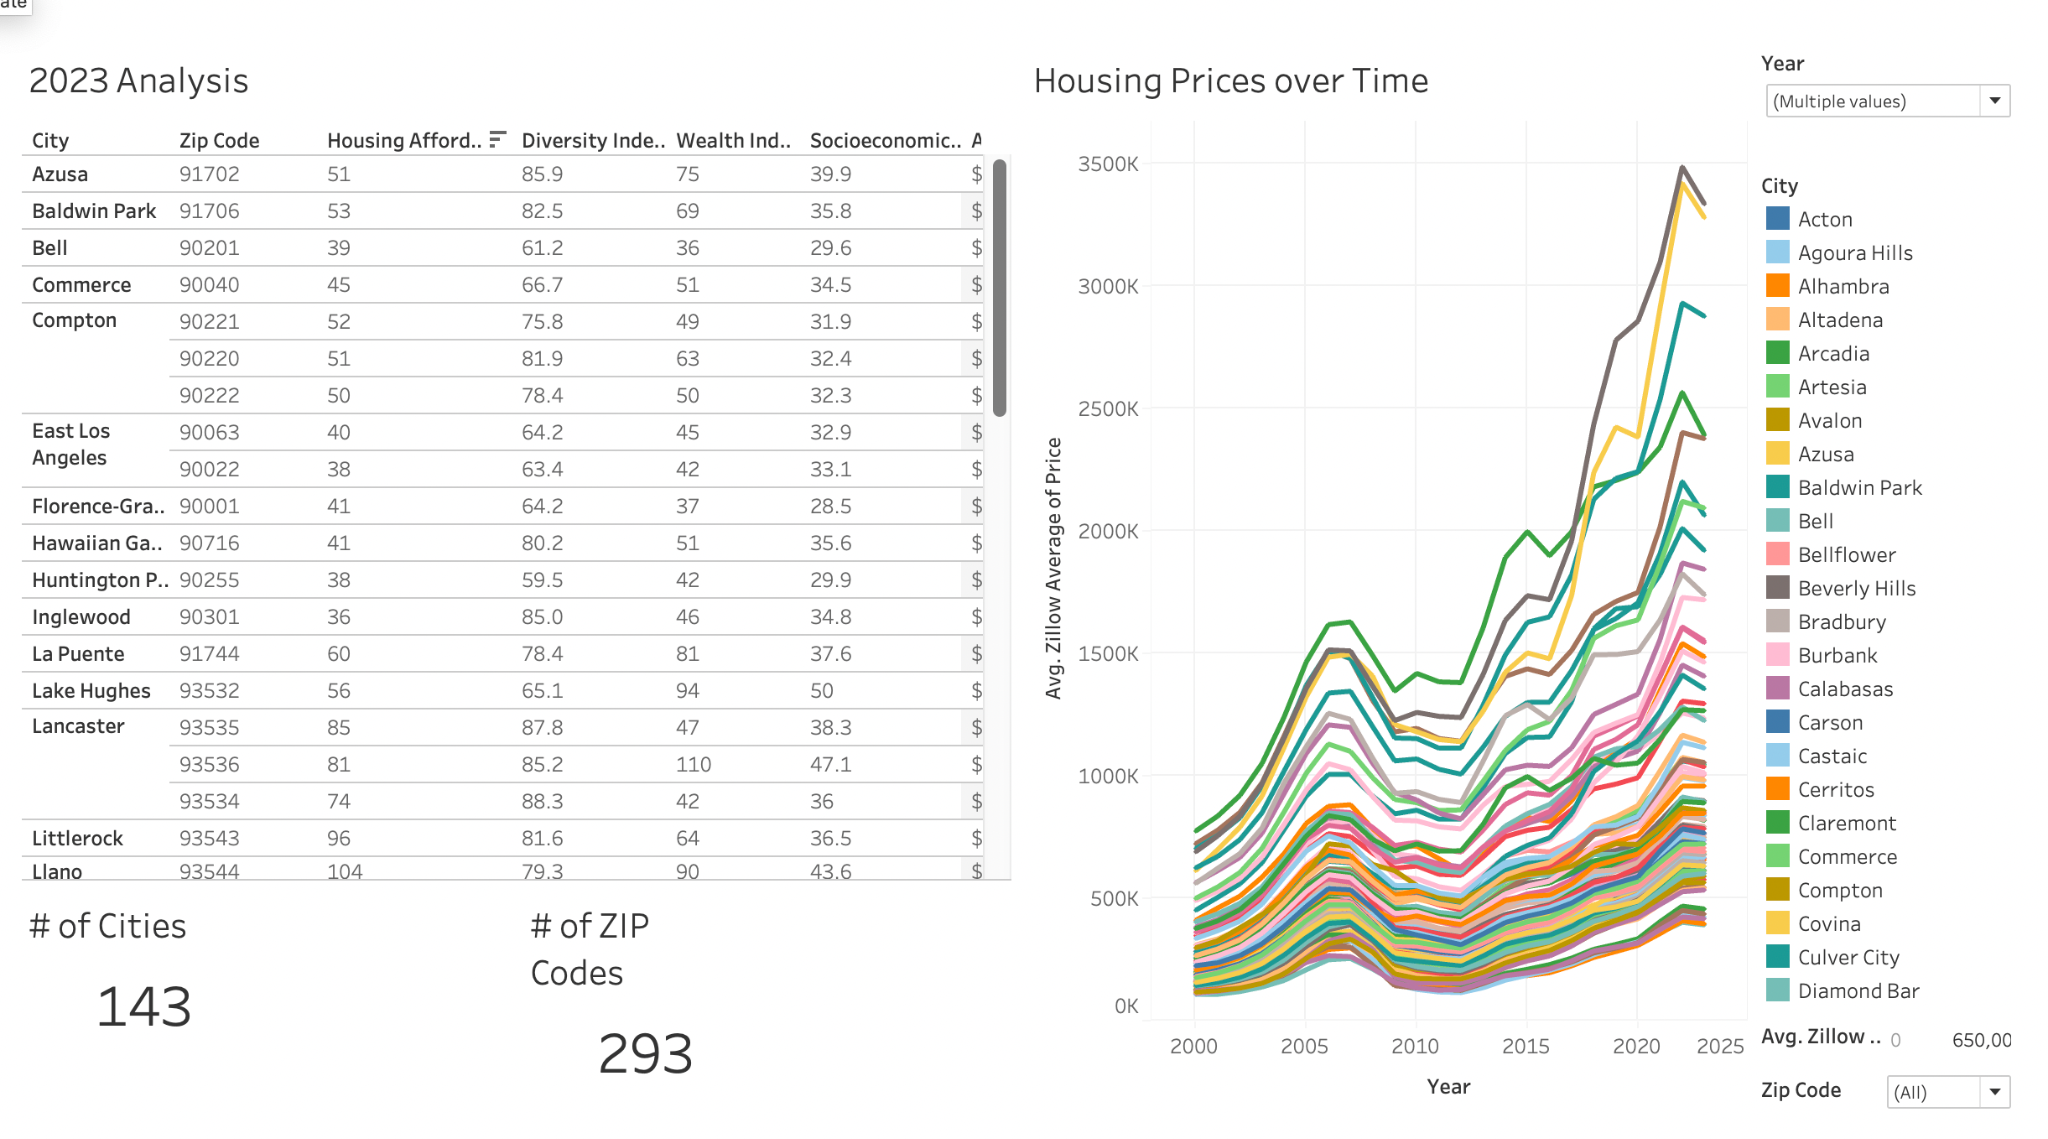 ate
2023 Analysis
City Zip Code Housing Afford.. Diversity Inde.. Wealth Ind.. Socioeconomic.. A
Azusa 91702 51 85.9 75 39.9 $
Baldwin Park 91706 53 82.5 69 35.8 $
Bell 90201 39 61.2 36 29.6 $
Commerce 90040 45 66.7 51 34.5 $
Compton 90221 52 75.8 49 31.9 $
90220 51 81.9 63 32.4 $
90222 50 78.4 50 32.3 $
East Los
Angeles
90063 40 64.2 45 32.9 $
90022 38 63.4 42 33.1 $
Florence-Gra.. 90001 41 64.2 37 28.5 $
Hawaiian Ga.. 90716 41 80.2 51 35.6 $
Huntington P.. 90255 38 59.5 42 29.9 $
Inglewood 90301 36 85.0 46 34.8 $
La Puente 91744 60 78.4 81 37.6 $
Lake Hughes 93532 56 65.1 94 50 $
Lancaster 93535 85 87.8 47 38.3 $
93536 81 85.2 110 47.1 $
93534 74 88.3 42 36 $
Littlerock 93543 96 81.6 64 36.5 $
Llano 93544 104 79.3 90 43.6 $
# of Cities
143
# of ZIP
Codes
293
Housing Prices over Time
Avg. Zillow Average of Price
3500K
3000K
2500K
2000K
1500K
1000K
500K
0K
2000 2005 2010 2015 2020 2025
Year
Year
(Multiple values)
City
Acton
Agoura Hills
Alhambra
Altadena
Arcadia
Artesia
Avalon
Azusa
Baldwin Park
Bell
Bellflower
Beverly Hills
Bradbury
Burbank
Calabasas
Carson
Castaic
Cerritos
Claremont
Commerce
Compton
Covina
Culver City
Diamond Bar
Avg. Zillow .. 0 650,00
Zip Code (All)